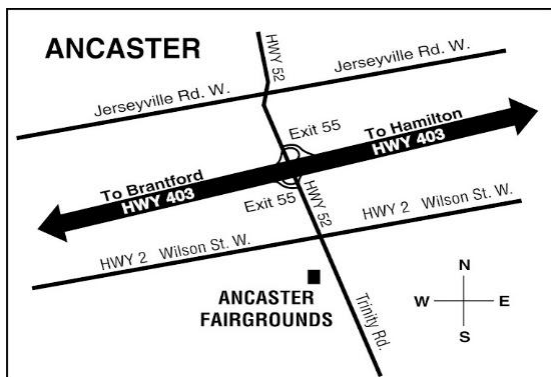 ANCASTER
HWY 52
Jerseyville Rd. W.
Jerseyville Rd. W.
Exit 55
To Hamilton
HWY 403
To Brantford
HWY 403
Exit 55
HWY 52
HWY 2 Wilson St. W.
HWY 2 Wilson St. W.
ANCASTER
FAIRGROUNDS
Trinity Rd.
N
W E
S